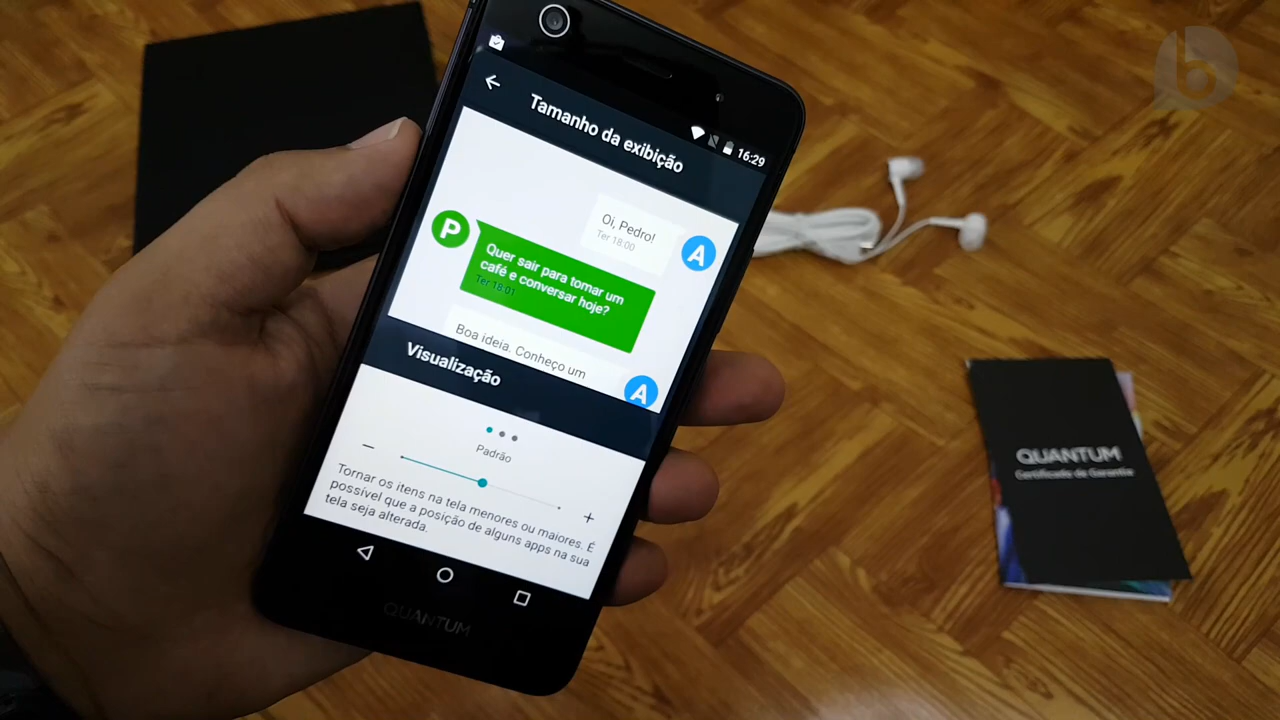 16:29
Tamanho da exibição
Oi, Pedro!
Ter 18:00
A
P
Quer sair para tomar um
café e conversar hoje?
Ter 18:01
Boa ideia. Conheço um
A
Visualização
Padrão
Tornar os itens na tela menores ou maiores. É
possível que a posição de alguns apps na sua
tela seja alterada.
QUANTUM
QUANTUM
Certificado de Garantia
b